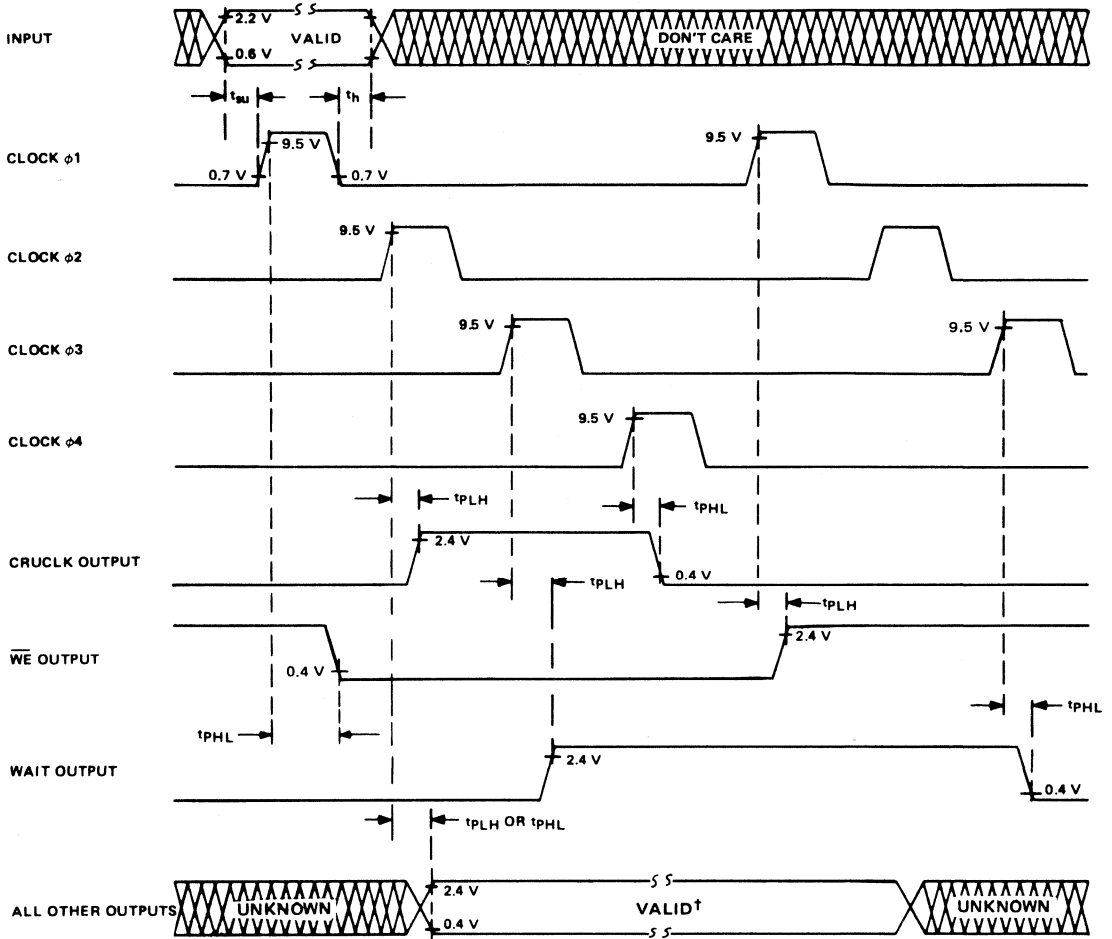 2.2 V
INPUT
VALID
DON'T CARE
0.6 V
tsu
th
9.5 V
CLOCK φ1
0.7 V
0.7 V
9.5 V
9.5 V
CLOCK φ2
9.5 V
9.5 V
CLOCK φ3
9.5 V
CLOCK φ4
tPLH
tPHL
2.4 V
CRUCLK OUTPUT
0.4 V
tPLH
tPLH
WE OUTPUT
2.4 V
0.4 V
tPHL
tPHL
WAIT OUTPUT
2.4 V
0.4 V
tPLH OR tPHL
2.4 V
ALL OTHER OUTPUTS
UNKNOWN
VALID†
UNKNOWN
0.4 V